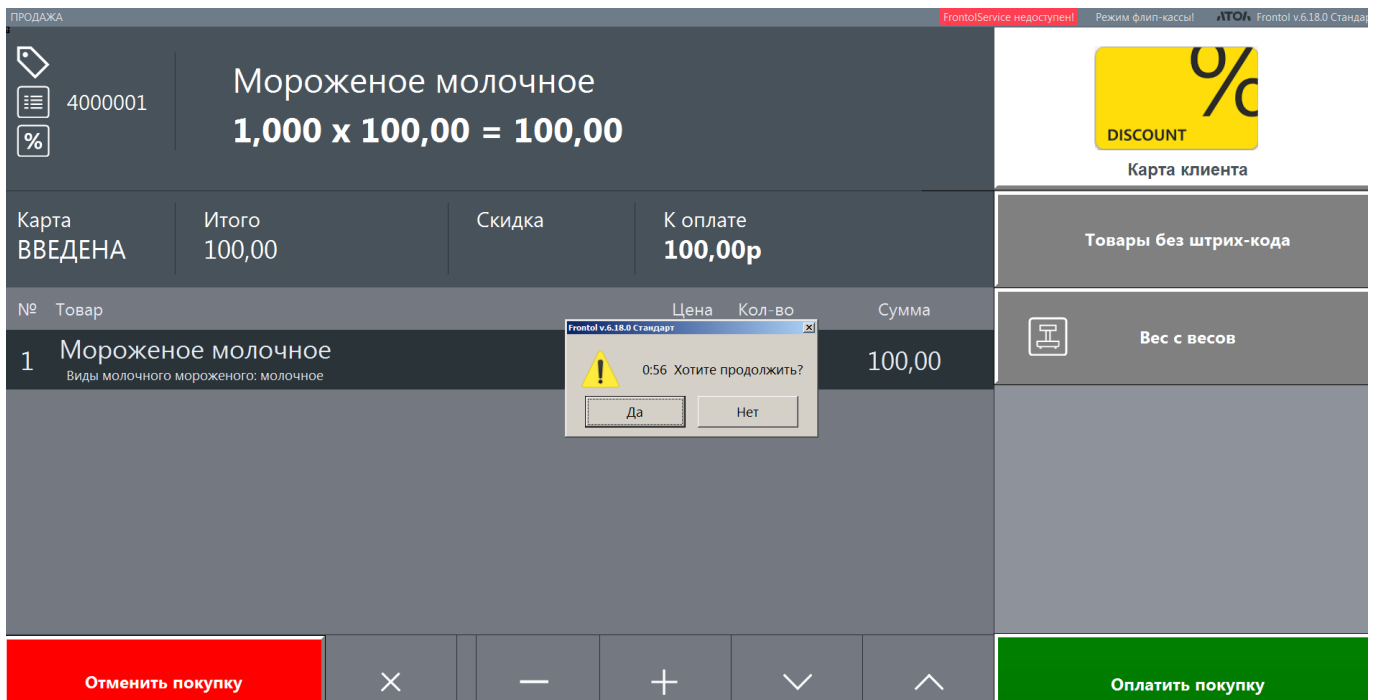 ПРОДАЖА
FrontolService недоступен!
Режим флип-кассы!
АТОЛ Frontol v.6.18.0 Стандар
4000001
Мороженое молочное
1,000 x 100,00 = 100,00
%
%
DISCOUNT
Карта клиента
Карта
ВВЕДЕНА
Итого
100,00
Скидка
К оплате
100,00р
Товары без штрих-кода
№ Товар Цена Кол-во Сумма
1 Мороженое молочное 100,00
Виды молочного мороженого: молочное
Frontol v.6.18.0 Стандарт
0:56 Хотите продолжить?
Да Нет
Вес с весов
Отменить покупку
Оплатить покупку